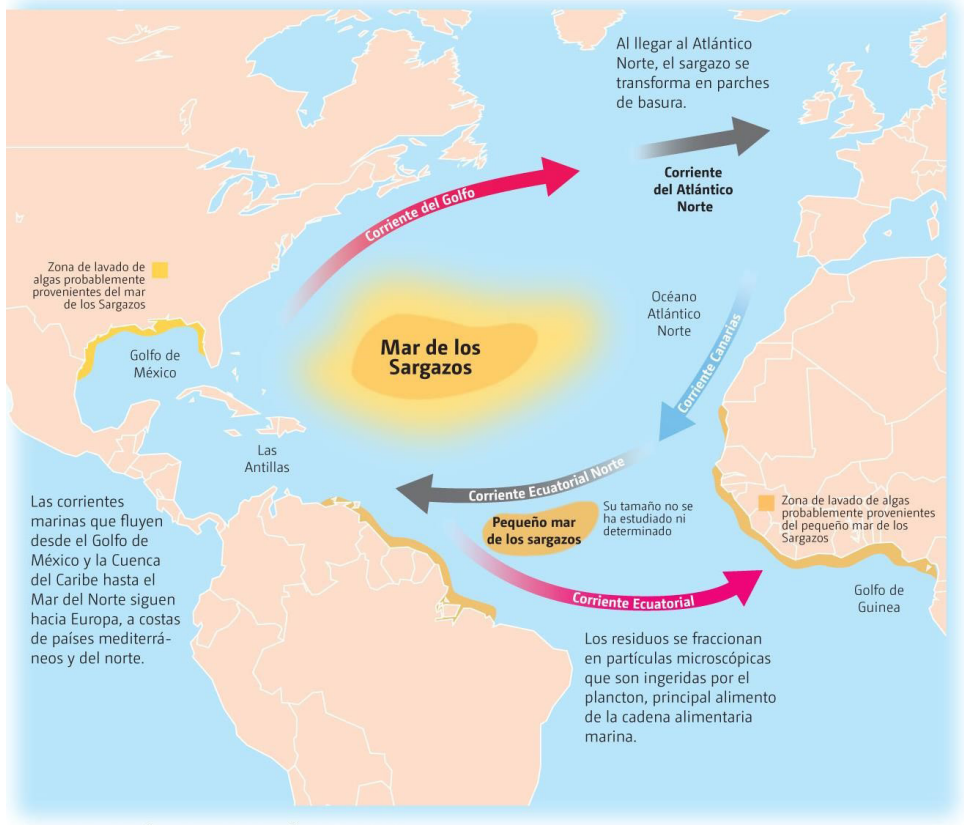 Al llegar al Atlántico
Norte, el sargazo se
transforma en parches
de basura.
Corriente
del Atlántico
Norte
Corriente del Golfo
Zona de lavado de
algas probablemente
provenientes del mar
de los Sargazos
Golfo de
México
Océano
Atlántico
Norte
Corriente Canarias
Mar de los
Sargazos
Las
Antillas
Corriente Ecuatorial Norte
Las corrientes
marinas que fluyen
desde el Golfo de
México y la Cuenca
del Caribe hasta el
Mar del Norte siguen
hacia Europa, a costas
de países mediterrá-
neos y del norte.
Pequeño mar
de los sargazos
Su tamaño no se
ha estudiado ni
determinado
Zona de lavado de algas
probablemente provenientes
del pequeño mar de los
Sargazos
Corriente Ecuatorial
Golfo de
Guinea
Los residuos se fraccionan
en partículas microscópicas
que son ingeridas por el
plancton, principal alimento
de la cadena alimentaria
marina.